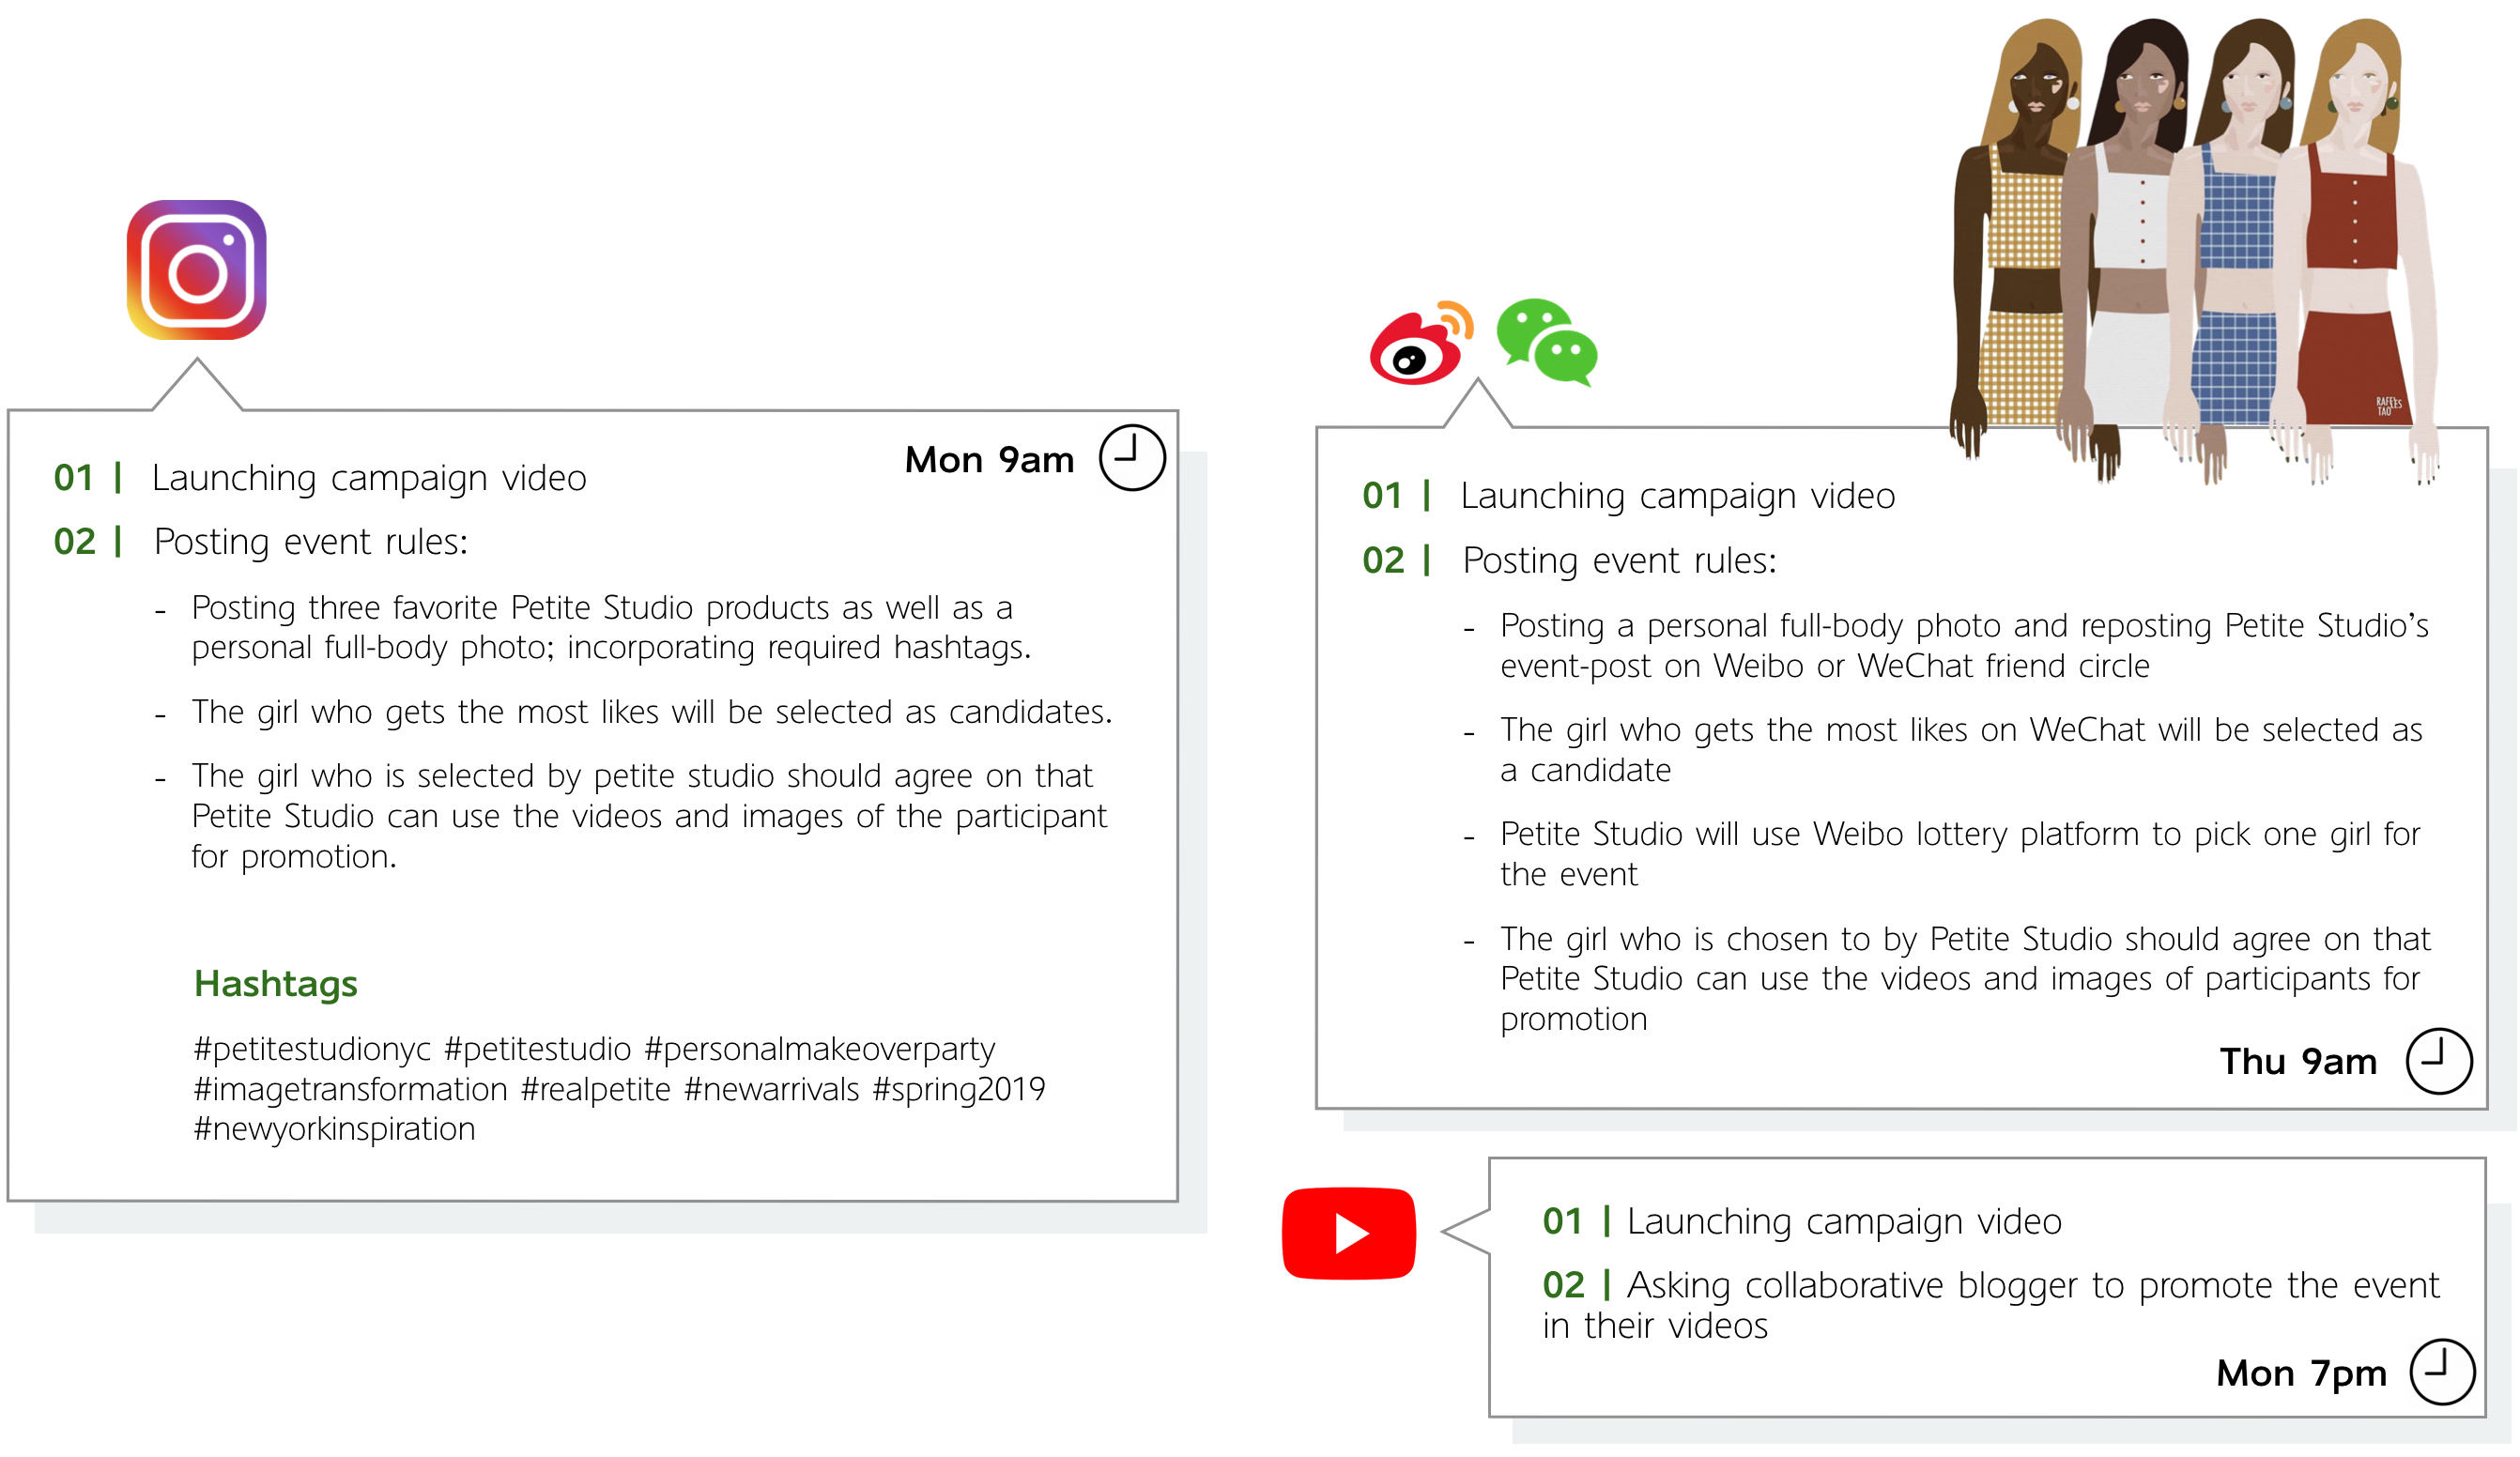 Mon 9am
01 | Launching campaign video
02 | Posting event rules:
- Posting three favorite Petite Studio products as well as a
personal full-body photo; incorporating required hashtags.
- The girl who gets the most likes will be selected as candidates.
- The girl who is selected by petite studio should agree on that
Petite Studio can use the videos and images of the participant
for promotion.
Hashtags
#petitestudionyc #petitestudio #personalmakeoverparty
#imagetransformation #realpetite #newarrivals #spring2019
#newyorkinspiration
RAFFLES
TAO
01 | Launching campaign video
02 | Posting event rules:
- Posting a personal full-body photo and reposting Petite Studio’s
event-post on Weibo or WeChat friend circle
- The girl who gets the most likes on WeChat will be selected as
a candidate
- Petite Studio will use Weibo lottery platform to pick one girl for
the event
- The girl who is chosen to by Petite Studio should agree on that
Petite Studio can use the videos and images of participants for
promotion
Thu 9am
01 | Launching campaign video
02 | Asking collaborative blogger to promote the event
in their videos
Mon 7pm